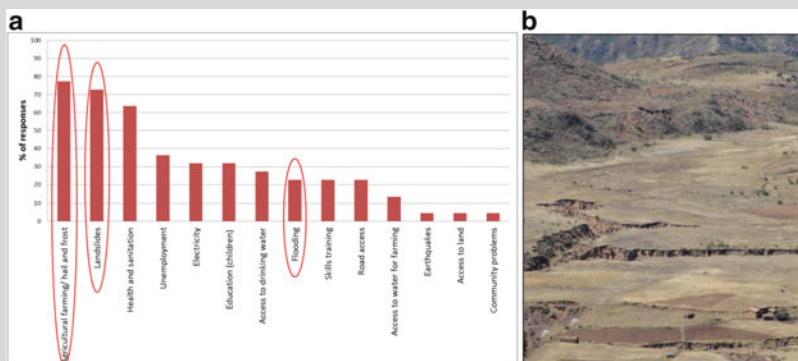 a
b
100
90
80
70
60
50
40
30
20
10
0
% of responses
Agricultural farming/ hail and frost
Landslides
Health and sanitation
Unemployment
Electricity
Education (children)
Access to drinking water
Flooding
Skills training
Road access
Access to water for farming
Earthquakes
Access to land
Community problems